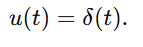 u(t) = δ(t).